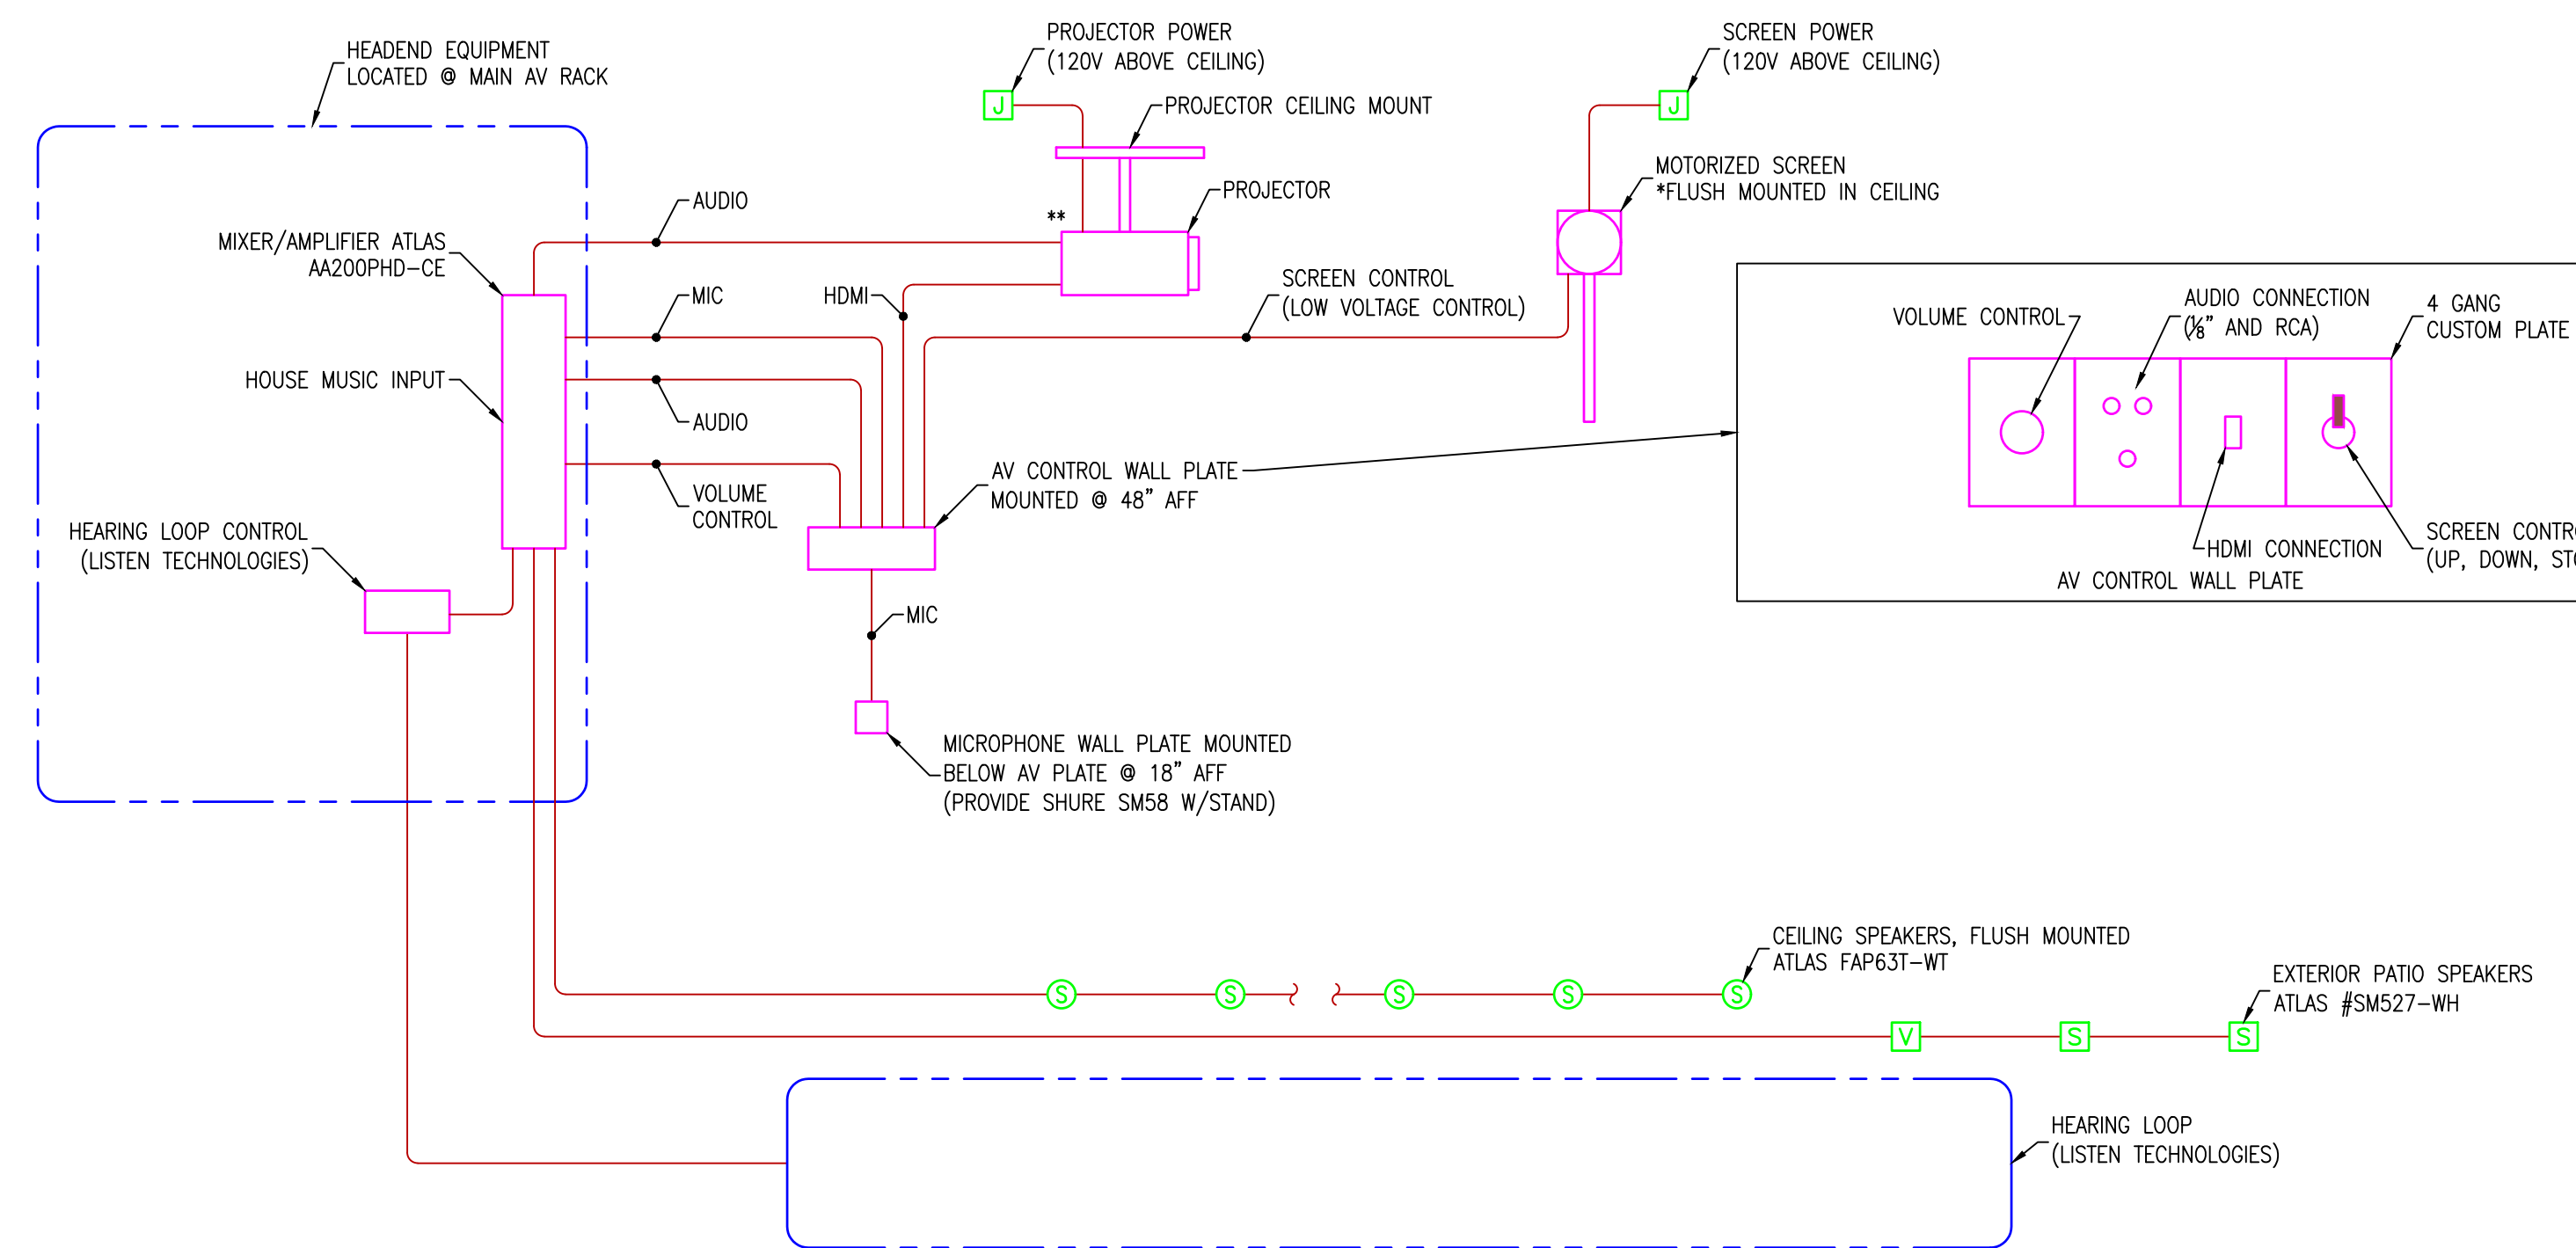 PROJECTOR POWER
(120V ABOVE CEILING)
SCREEN POWER
(120V ABOVE CEILING)
HEADEND EQUIPMENT
LOCATED @ MAIN AV RACK
J
PROJECTOR CEILING MOUNT
J
MOTORIZED SCREEN
*FLUSH MOUNTED IN CEILING
AUDIO
**
PROJECTOR
MIXER/AMPLIFIER ATLAS
AA200PHD-CE
MIC
HDMI
SCREEN CONTROL
(LOW VOLTAGE CONTROL)
VOLUME CONTROL
AUDIO CONNECTION
(⅛" AND RCA)
4 GANG
CUSTOM PLATE
HOUSE MUSIC INPUT
AUDIO
AV CONTROL WALL PLATE
MOUNTED @ 48" AFF
VOLUME
CONTROL
HEARING LOOP CONTROL
(LISTEN TECHNOLOGIES)
HDMI CONNECTION
SCREEN CONTR
(UP, DOWN, ST
AV CONTROL WALL PLATE
MIC
MICROPHONE WALL PLATE MOUNTED
BELOW AV PLATE @ 18" AFF
(PROVIDE SHURE SM58 W/STAND)
CEILING SPEAKERS, FLUSH MOUNTED
ATLAS FAP63T-WT
S S S S S
EXTERIOR PATIO SPEAKERS
ATLAS #SM527-WH
V S S
HEARING LOOP
(LISTEN TECHNOLOGIES)